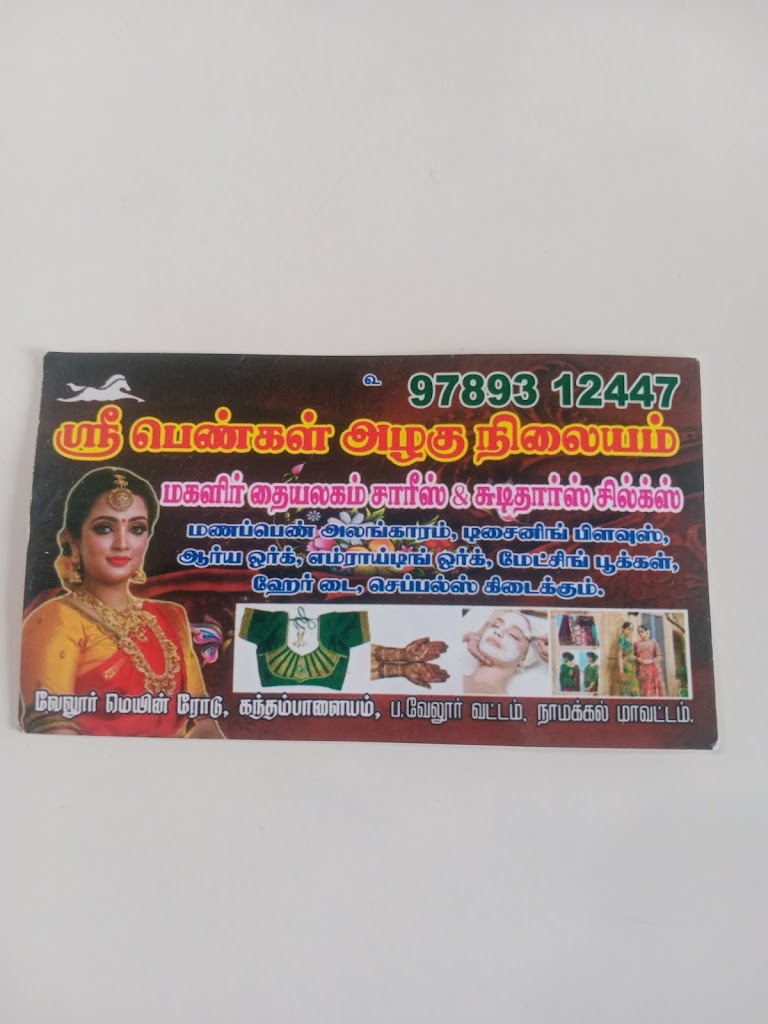 உ 97893 12447
ஸ்ரீ பெண்கள் அழகு நிலையம்
மகளிர் தையலகம் சாரீஸ் & சுடிதார்ஸ் சில்க்ஸ்
மணப்பெண் அலங்காரம், டிசைனிங் பிளவுஸ்,
ஆர்ய ஒர்க், எம்ராய்டிங் ஒர்க், மேட்சிங் பூக்கள்,
ஹேர் டை, செப்பல்ஸ் கிடைக்கும்.
வேலூர் மெயின் ரோடு, கந்தம்பாளையம், ப.வேலூர் வட்டம், நாமக்கல் மாவட்டம்.